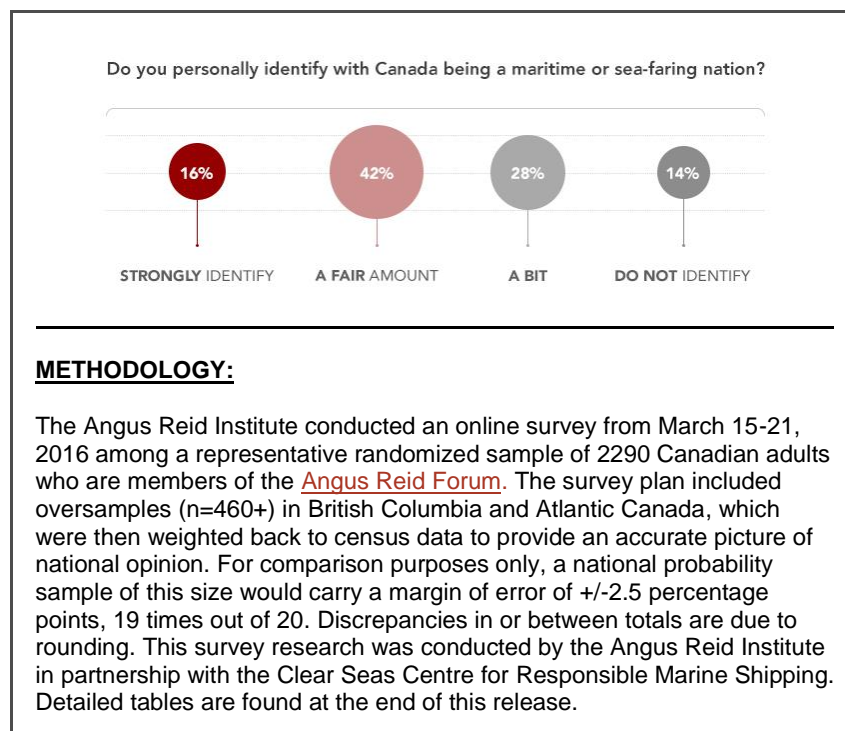 Do you personally identify with Canada being a maritime or sea-faring nation?
16%
42%
28%
14%
STRONGLY IDENTIFY
A FAIR AMOUNT
A BIT
DO NOT IDENTIFY
METHODOLOGY:
The Angus Reid Institute conducted an online survey from March 15-21,
2016 among a representative randomized sample of 2290 Canadian adults
who are members of the Angus Reid Forum. The survey plan included
oversamples (n=460+) in British Columbia and Atlantic Canada, which
were then weighted back to census data to provide an accurate picture of
national opinion. For comparison purposes only, a national probability
sample of this size would carry a margin of error of +/-2.5 percentage
points, 19 times out of 20. Discrepancies in or between totals are due to
rounding. This survey research was conducted by the Angus Reid Institute
in partnership with the Clear Seas Centre for Responsible Marine Shipping.
Detailed tables are found at the end of this release.